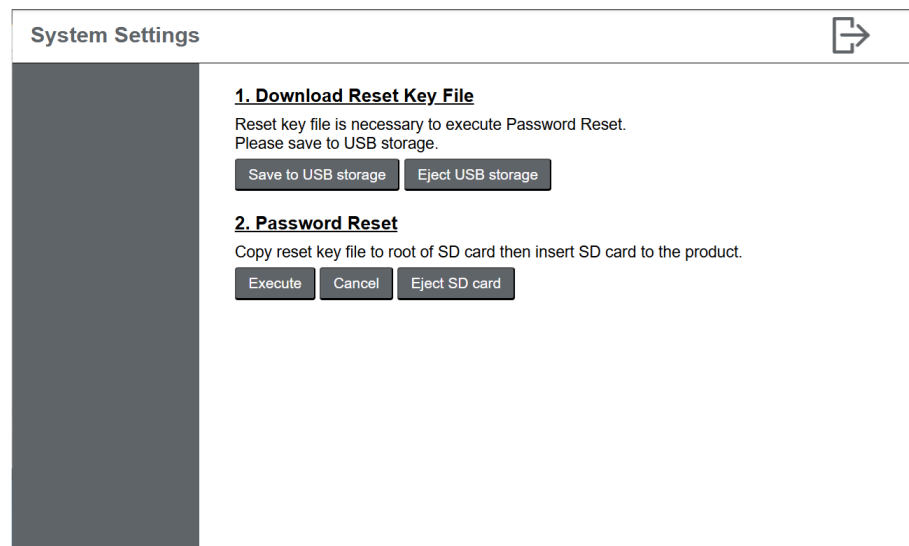 System Settings
1. Download Reset Key File
Reset key file is necessary to execute Password Reset.
Please save to USB storage.
Save to USB storage Eject USB storage
2. Password Reset
Copy reset key file to root of SD card then insert SD card to the product.
Execute Cancel Eject SD card